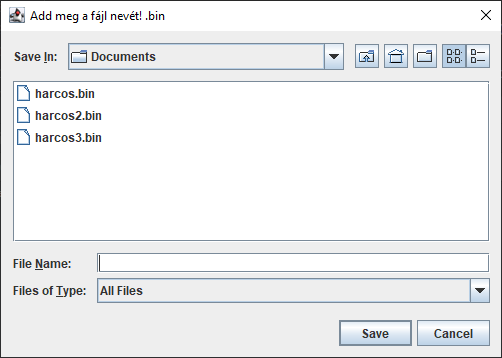 Add meg a fájl nevét! .bin
Save In: Documents
harcos.bin
harcos2.bin
harcos3.bin
File Name:
Files of Type: All Files
Save Cancel